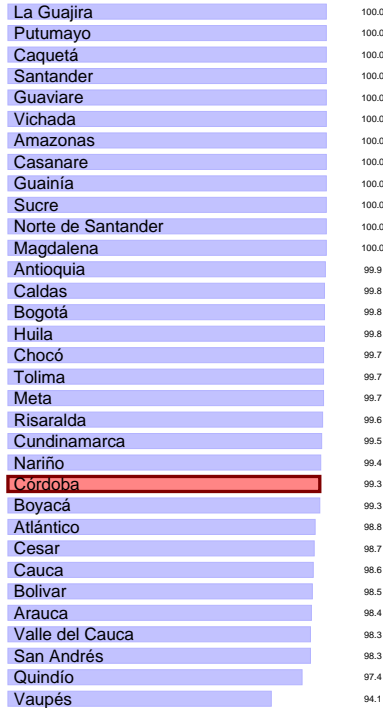 La Guajira 100.0
Putumayo 100.0
Caquetá 100.0
Santander 100.0
Guaviare 100.0
Vichada 100.0
Amazonas 100.0
Casanare 100.0
Guainía 100.0
Sucre 100.0
Norte de Santander 100.0
Magdalena 100.0
Antioquia 99.9
Caldas 99.8
Bogotá 99.8
Huila 99.8
Chocó 99.7
Tolima 99.7
Meta 99.7
Risaralda 99.6
Cundinamarca 99.5
Nariño 99.4
Córdoba 99.3
Boyacá 99.3
Atlántico 98.8
Cesar 98.7
Cauca 98.6
Bolivar 98.5
Arauca 98.4
Valle del Cauca 98.3
San Andrés 98.3
Quindío 97.4
Vaupés 94.1